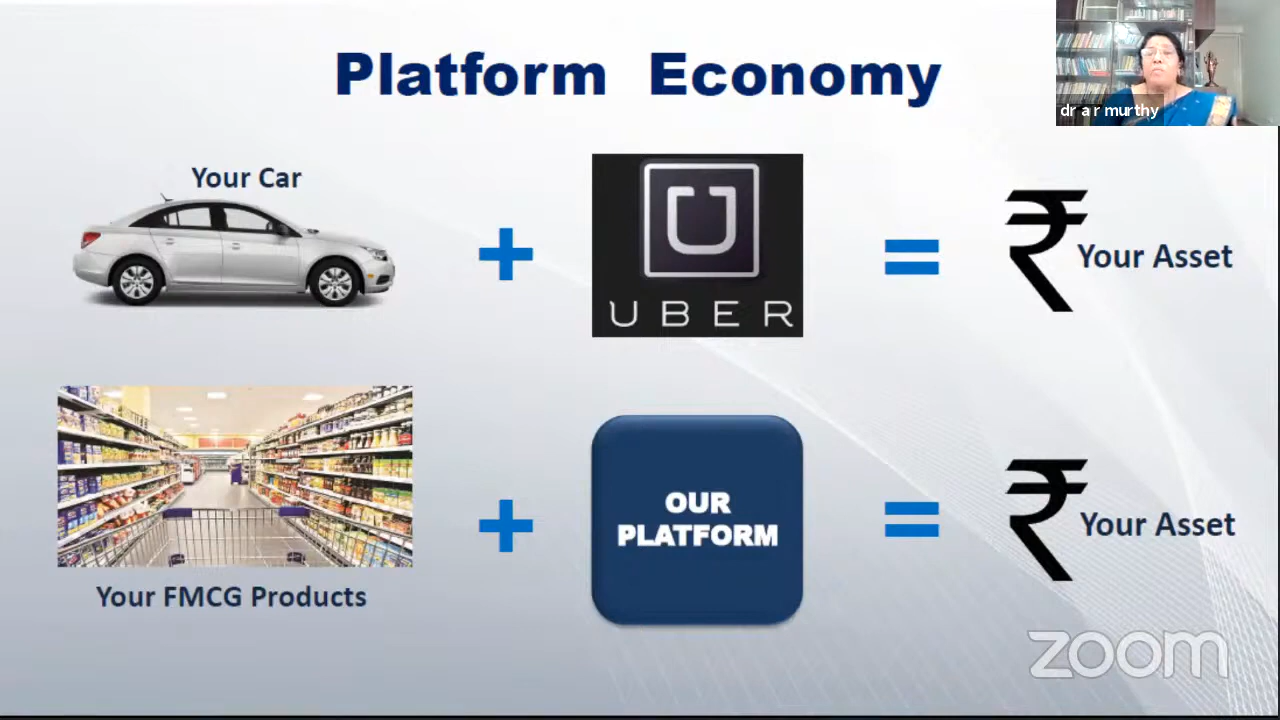 Platform Economy
dr a r murthy
Your Car
UBER
₹ Your Asset
OUR
PLATFORM
₹ Your Asset
Your FMCG Products
zoom